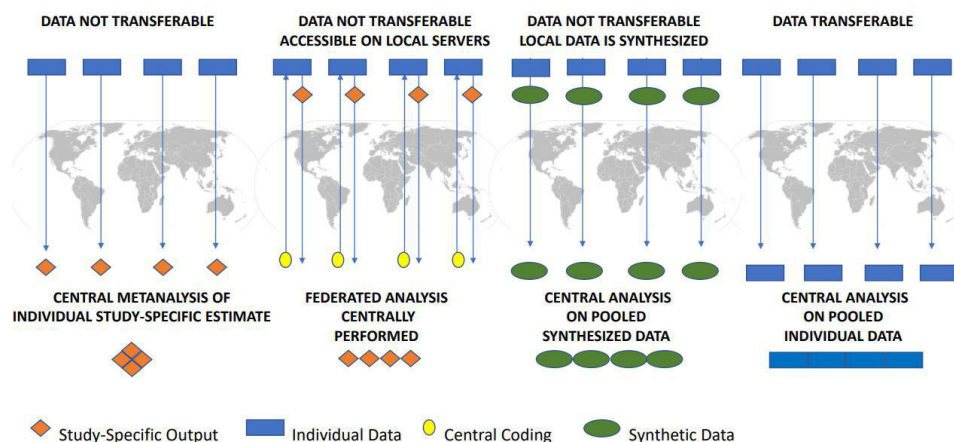 DATA NOT TRANSFERABLE
DATA NOT TRANSFERABLE
ACCESSIBLE ON LOCAL SERVERS
DATA NOT TRANSFERABLE
LOCAL DATA IS SYNTHESIZED
DATA TRANSFERABLE
CENTRAL METANALYSIS OF
INDIVIDUAL STUDY-SPECIFIC ESTIMATE
FEDERATED ANALYSIS
CENTRALLY
PERFORMED
CENTRAL ANALYSIS
ON POOLED
SYNTHESIZED DATA
CENTRAL ANALYSIS
ON POOLED
INDIVIDUAL DATA
Study-Specific Output
Individual Data
Central Coding
Synthetic Data